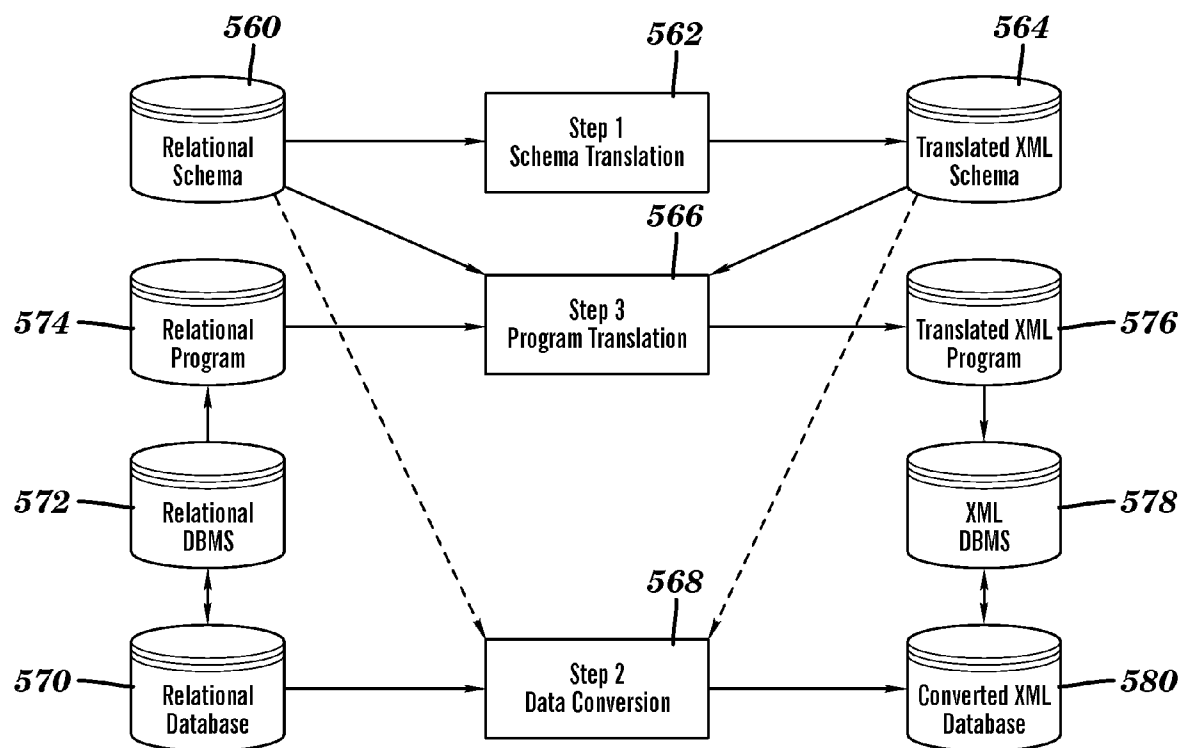 560
562
564
Relational
Schema
Step 1
Schema Translation
Translated XML
Schema
566
574
Relational
Program
Step 3
Program Translation
Translated XML
Program
576
572
Relational
DBMS
XML
DBMS
578
568
570
Relational
Database
Step 2
Data Conversion
Converted XML
Database
580